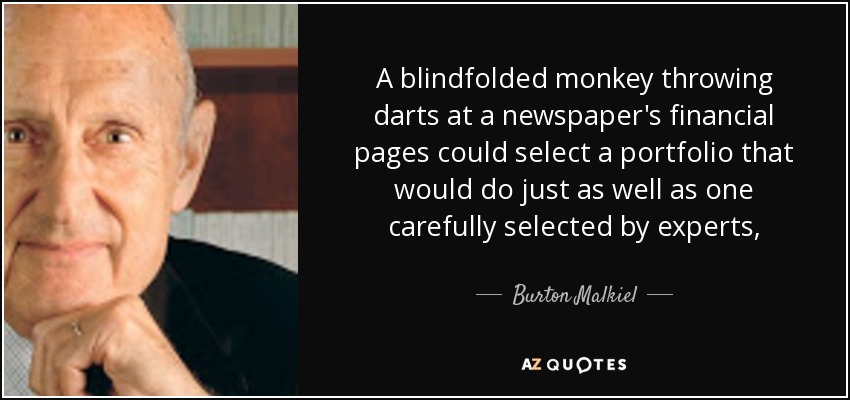 A blindfolded monkey throwing
darts at a newspaper's financial
pages could select a portfolio that
would do just as well as one
carefully selected by experts,
Burton Malkiel
AZ QUOTES